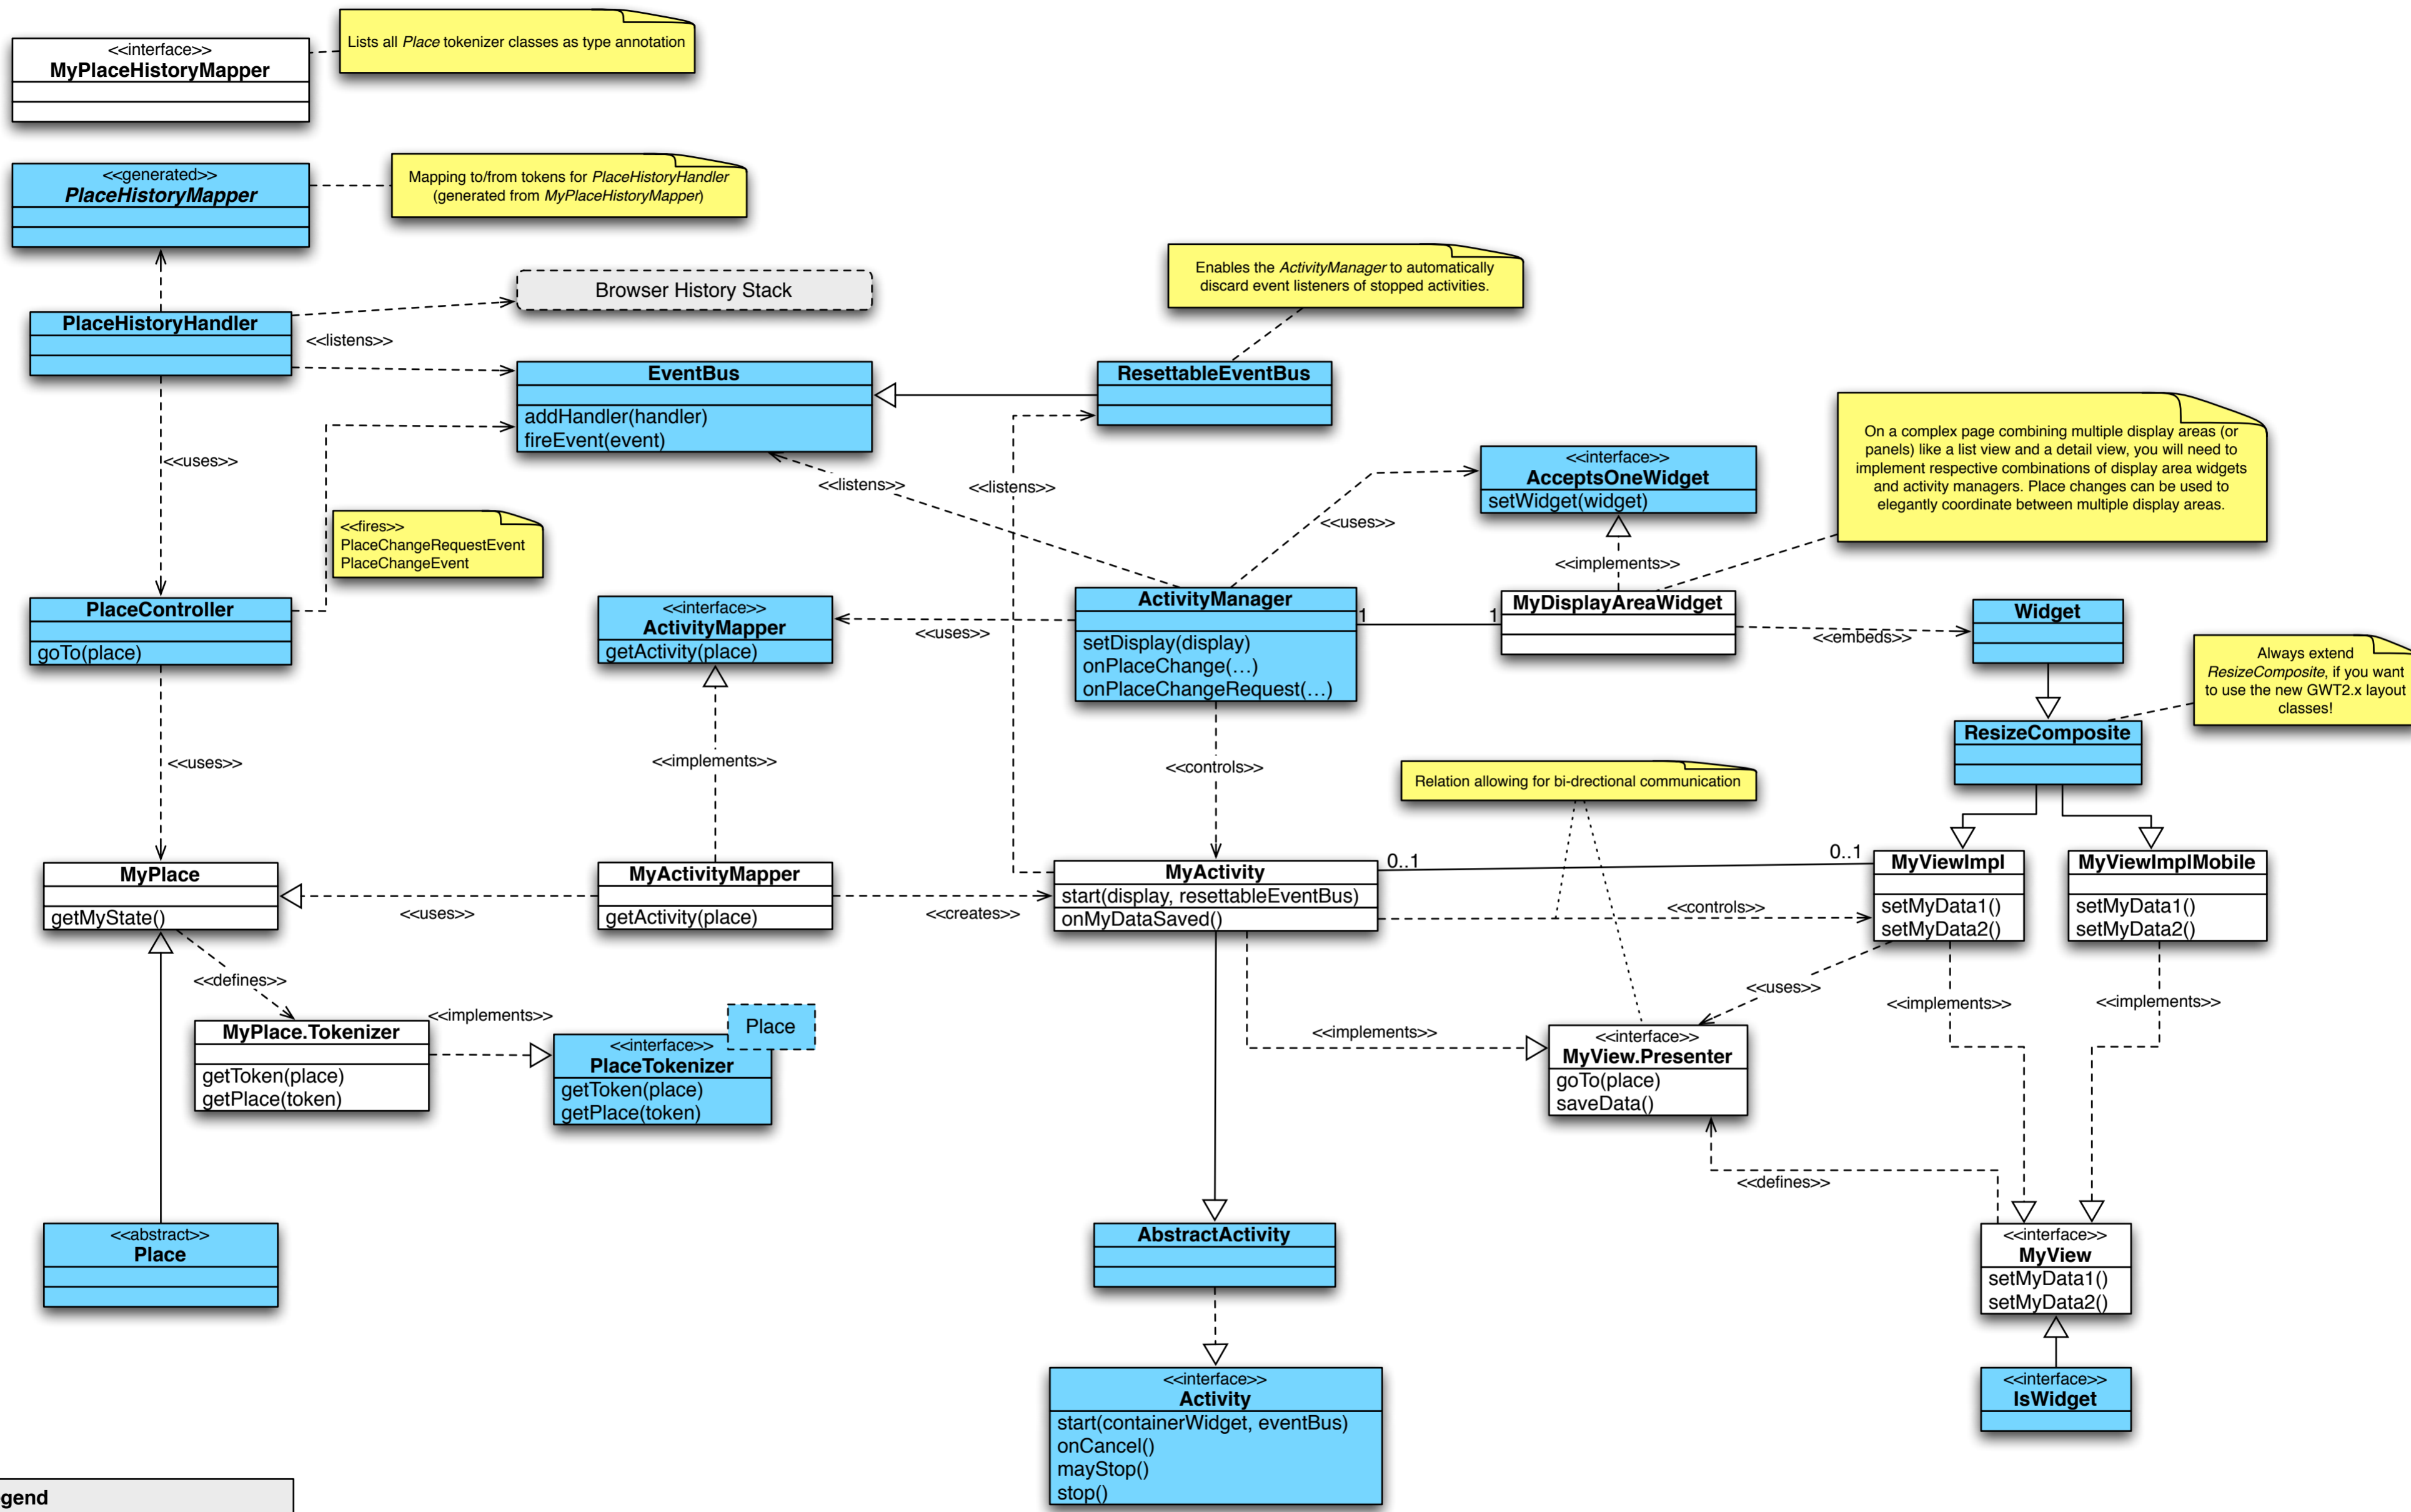 <<interface>>
MyPlaceHistoryMapper
Lists all Place tokenizer classes as type annotation
<<generated>>
PlaceHistoryMapper
Mapping to/from tokens for PlaceHistoryHandler
(generated from MyPlaceHistoryMapper)
Browser History Stack
Enables the ActivityManager to automatically
discard event listeners of stopped activities.
PlaceHistoryHandler
<<listens>>
EventBus
addHandler(handler)
fireEvent(event)
ResettableEventBus
On a complex page combining multiple display areas (or
panels) like a list view and a detail view, you will need to
implement respective combinations of display area widgets
and activity managers. Place changes can be used to
elegantly coordinate between multiple display areas.
<<uses>>
<<listens>>
<<listens>>
<<interface>>
AcceptsOneWidget
setWidget(widget)
<<uses>>
<<fires>>
PlaceChangeRequestEvent
PlaceChangeEvent
<<implements>>
PlaceController
goTo(place)
<<interface>>
ActivityMapper
getActivity(place)
<<uses>>
ActivityManager
setDisplay(display)
onPlaceChange(…)
onPlaceChangeRequest(…)
1
1
MyDisplayAreaWidget
<<embeds>>
Widget
Always extend
ResizeComposite, if you want
to use the new GWT2.x layout
classes!
ResizeComposite
<<uses>>
<<implements>>
<<controls>>
Relation allowing for bi-drectional communication
MyPlace
getMyState()
<<uses>>
MyActivityMapper
getActivity(place)
<<creates>>
MyActivity
start(display, resettableEventBus)
onMyDataSaved()
0..1
0..1
<<controls>>
MyViewImpl
setMyData1()
setMyData2()
MyViewImplMobile
setMyData1()
setMyData2()
<<defines>>
MyPlace.Tokenizer
getToken(place)
getPlace(token)
<<implements>>
Place
<<interface>>
PlaceTokenizer
getToken(place)
getPlace(token)
<<implements>>
<<uses>>
<<implements>>
<<implements>>
<<interface>>
MyView.Presenter
goTo(place)
saveData()
<<defines>>
<<abstract>>
Place
AbstractActivity
<<interface>>
MyView
setMyData1()
setMyData2()
<<interface>>
Activity
start(containerWidget, eventBus)
onCancel()
mayStop()
stop()
<<interface>>
IsWidget
gend